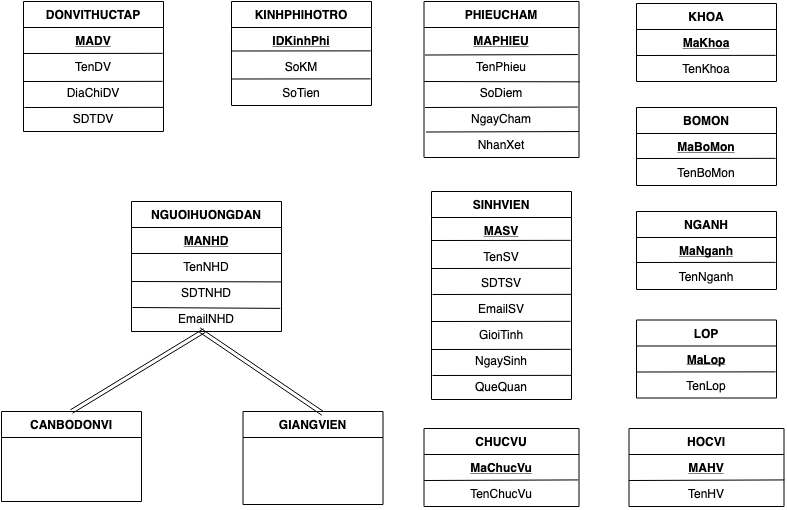 DONVITHUCTAP
MADV
TenDV
DiaChiDV
SDTDV
KINHPHIHOTRO
IDKinhPhi
SoKM
SoTien
PHIEUCHAM
MAPHIEU
TenPhieu
SoDiem
NgayCham
NhanXet
KHOA
MaKhoa
TenKhoa
BOMON
MaBoMon
TenBoMon
NGUOIHUONGDAN
MANHD
TenNHD
SDTNHD
EmailNHD
SINHVIEN
MASV
TenSV
SDTSV
EmailSV
GioiTinh
NgaySinh
QueQuan
NGANH
MaNganh
TenNganh
LOP
MaLop
TenLop
CANBODONVI
GIANGVIEN
CHUCVU
MaChucVu
TenChucVu
HOCVI
MAHV
TenHV